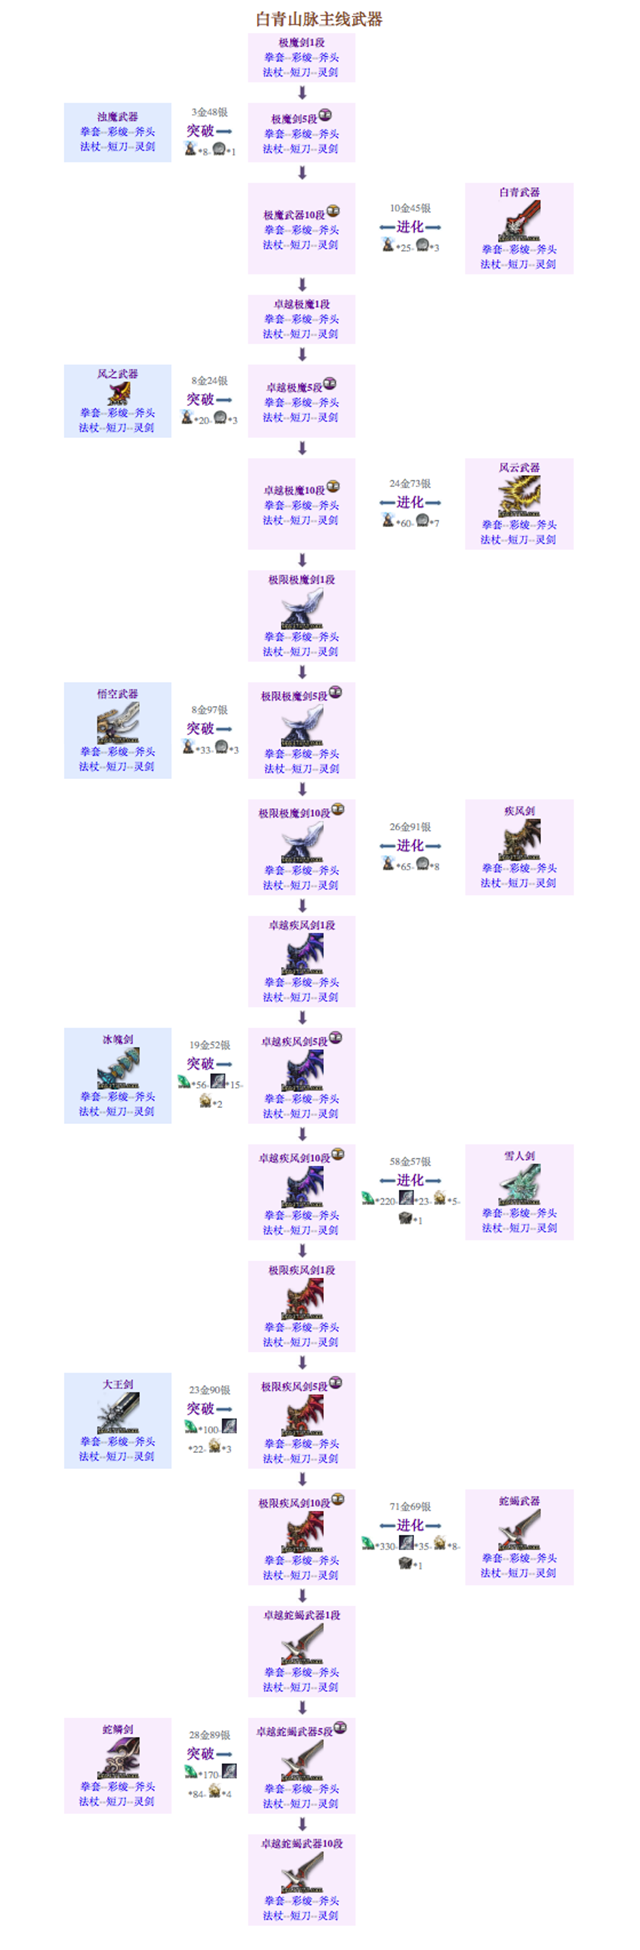 白青山脉主线武器
极魔剑1段
拳套--彩绫--斧头
法杖--短刀--灵剑
浊魔武器
拳套--彩绫--斧头
法杖--短刀--灵剑
3金48银
突破
*8- *1
极魔剑5段
拳套--彩绫--斧头
法杖--短刀--灵剑
极魔武器10段
拳套--彩绫--斧头
法杖--短刀--灵剑
10金45银
进化
*25- *3
白青武器
拳套--彩绫--斧头
法杖--短刀--灵剑
卓越极魔1段
拳套--彩绫--斧头
法杖--短刀--灵剑
风之武器
拳套--彩绫--斧头
法杖--短刀--灵剑
8金24银
突破
*20- *3
卓越极魔5段
拳套--彩绫--斧头
法杖--短刀--灵剑
卓越极魔10段
拳套--彩绫--斧头
法杖--短刀--灵剑
24金73银
进化
*60- *7
风云武器
拳套--彩绫--斧头
法杖--短刀--灵剑
极限极魔剑1段
拳套--彩绫--斧头
法杖--短刀--灵剑
悟空武器
拳套--彩绫--斧头
法杖--短刀--灵剑
8金97银
突破
*33- *3
极限极魔剑5段
拳套--彩绫--斧头
法杖--短刀--灵剑
极限极魔剑10段
拳套--彩绫--斧头
法杖--短刀--灵剑
26金91银
进化
*65- *8
疾风剑
拳套--彩绫--斧头
法杖--短刀--灵剑
卓越疾风剑1段
拳套--彩绫--斧头
法杖--短刀--灵剑
冰魄剑
拳套--彩绫--斧头
法杖--短刀--灵剑
19金52银
突破
*56- *15-
*2
卓越疾风剑5段
拳套--彩绫--斧头
法杖--短刀--灵剑
卓越疾风剑10段
拳套--彩绫--斧头
法杖--短刀--灵剑
58金57银
进化
*220- *23- *5-
*1
雪人剑
拳套--彩绫--斧头
法杖--短刀--灵剑
极限疾风剑1段
拳套--彩绫--斧头
法杖--短刀--灵剑
大王剑
拳套--彩绫--斧头
法杖--短刀--灵剑
23金90银
突破
*100-
*22- *3
极限疾风剑5段
拳套--彩绫--斧头
法杖--短刀--灵剑
极限疾风剑10段
拳套--彩绫--斧头
法杖--短刀--灵剑
71金69银
进化
*330- *35- *8-
*1
蛇蝎武器
拳套--彩绫--斧头
法杖--短刀--灵剑
卓越蛇蝎武器1段
拳套--彩绫--斧头
法杖--短刀--灵剑
蛇鳞剑
拳套--彩绫--斧头
法杖--短刀--灵剑
28金89银
突破
*170-
*84- *4
卓越蛇蝎武器5段
拳套--彩绫--斧头
法杖--短刀--灵剑
卓越蛇蝎武器10段
拳套--彩绫--斧头
法杖--短刀--灵剑